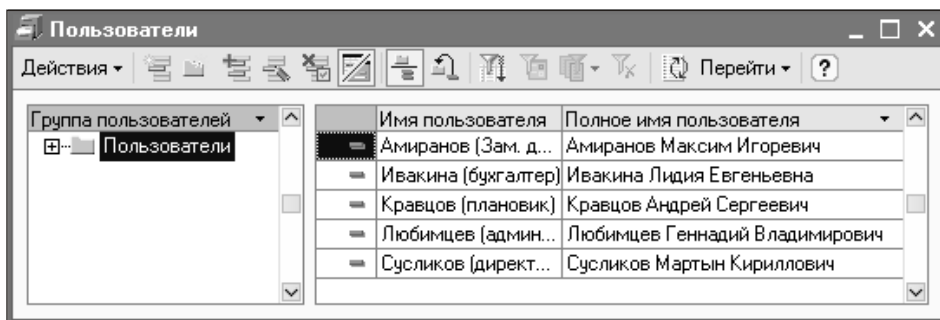 Пользователи
Действия Перейти ?
Группа пользователей Имя пользователя Полное имя пользователя
Пользователи Амиранов (Зам. д... Амиранов Максим Игоревич
Ивакина (бухгалтер) Ивакина Лидия Евгеньевна
Кравцов (плановик) Кравцов Андрей Сергеевич
Любимцев (админ... Любимцев Геннадий Владимирович
Сусликов (директ... Сусликов Мартын Кириллович